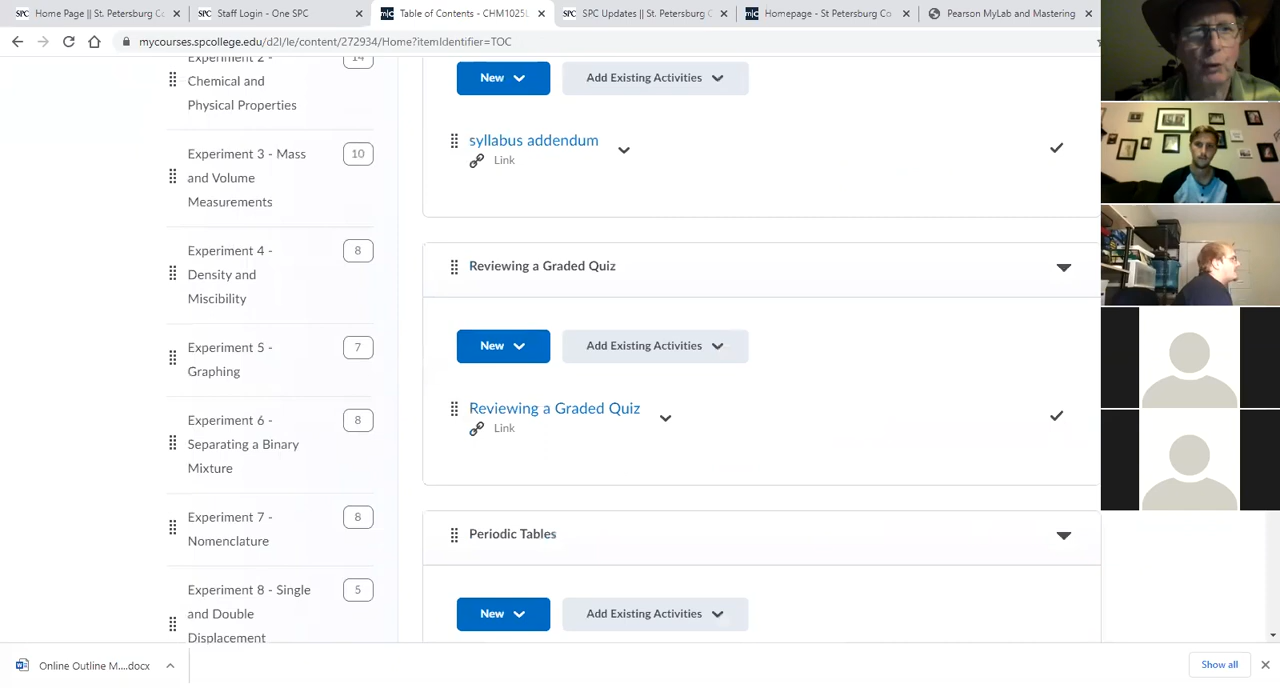 SPC Home Page || St. Petersburg Co
SPC Staff Login - One SPC
Table of Contents - CHM1025L
SPC SPC Updates || St. Petersburg C
Homepage - St Petersburg Co
Pearson MyLab and Mastering
mycourses.spcollege.edu/d2l/le/content/272934/Home?itemIdentifier=TOC
Experiment 2 -
Chemical and
Physical Properties
14
Experiment 3 - Mass
and Volume
Measurements
10
Experiment 4 -
Density and
Miscibility
8
Experiment 5 -
Graphing
7
Experiment 6 -
Separating a Binary
Mixture
8
Experiment 7 -
Nomenclature
8
Experiment 8 - Single
and Double
Displacement
5
New
Add Existing Activities
syllabus addendum
Link
Reviewing a Graded Quiz
New
Add Existing Activities
Reviewing a Graded Quiz
Link
Periodic Tables
New
Add Existing Activities
Online Outline M....docx
Show all